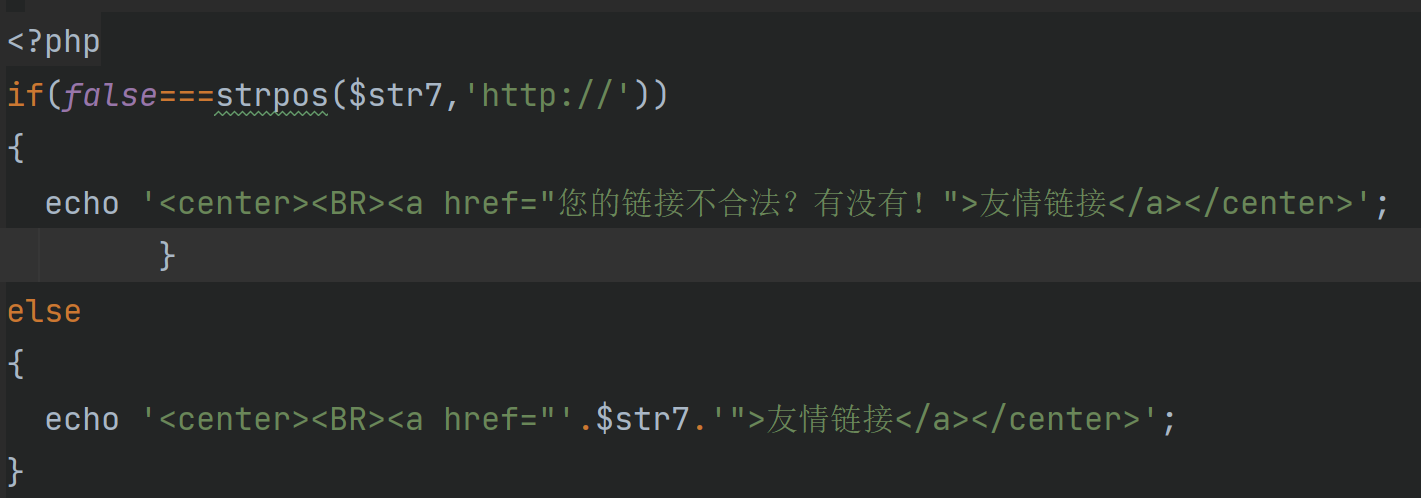 <?php
if(false===strpos($str7,'http://'))
{
  echo '<center><BR><a href="您的链接不合法？有没有！">友情链接</a></center>';
        }
else
{
  echo '<center><BR><a href="'.$str7.'">友情链接</a></center>';
}